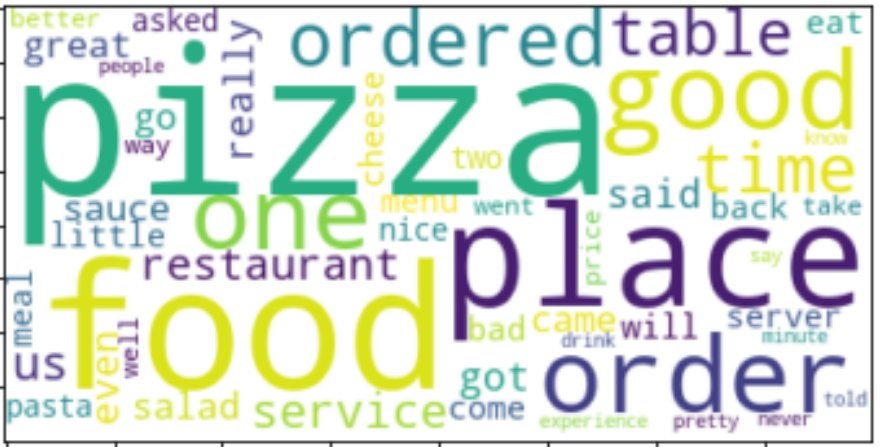 better
asked
great
people
really
ordered
table
eat
pizza
go
way
cheese
two
good
know
time
sauce
little
one
menu
nice
went
said
back
take
restaurant
place
price
say
meal
food
us
even
well
bad
came
drink
will
server
minute
got
order
told
pasta
salad
service
come
experience
pretty
never